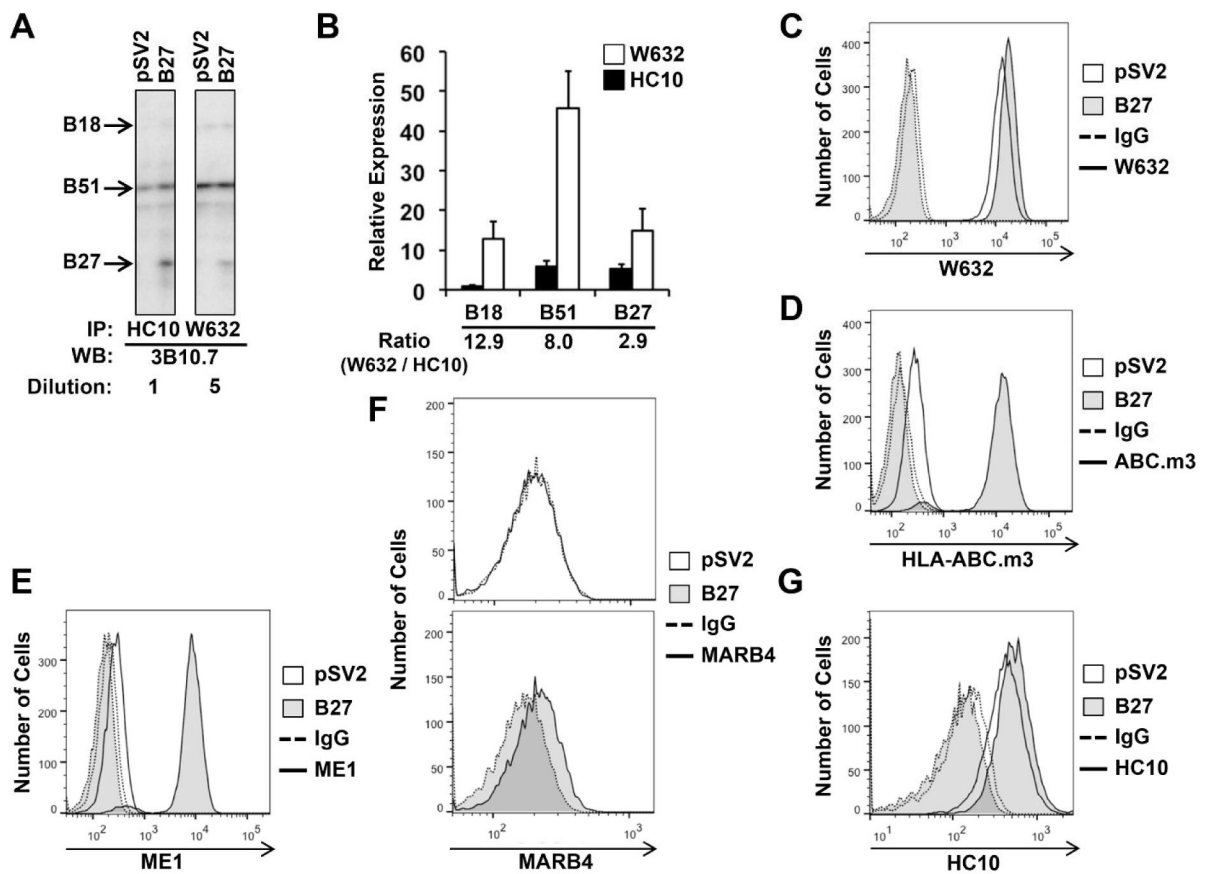 A
pSV2
B27
pSV2
B27
B18
B51
B27
IP: HC10 W632
WB: 3B10.7
Dilution: 1 5
B
Relative Expression
60
50
40
30
20
10
0
W632
HC10
B18 B51 B27
Ratio 12.9 8.0 2.9
(W632 / HC10)
C
Number of Cells
400
300
200
100
0
10² 10³ 10⁴ 10⁵
W632
pSV2
B27
IgG
W632
D
Number of Cells
400
300
200
100
0
10² 10³ 10⁴ 10⁵
HLA-ABC.m3
pSV2
B27
IgG
ABC.m3
E
Number of Cells
300
200
100
0
10² 10³ 10⁴ 10⁵
ME1
pSV2
B27
IgG
ME1
F
Number of Cells
200
150
100
50
0
Number of Cells
200
150
100
50
0
10² 10³
MARB4
pSV2
B27
IgG
MARB4
G
Number of Cells
200
150
100
50
0
10¹ 10² 10³
HC10
pSV2
B27
IgG
HC10